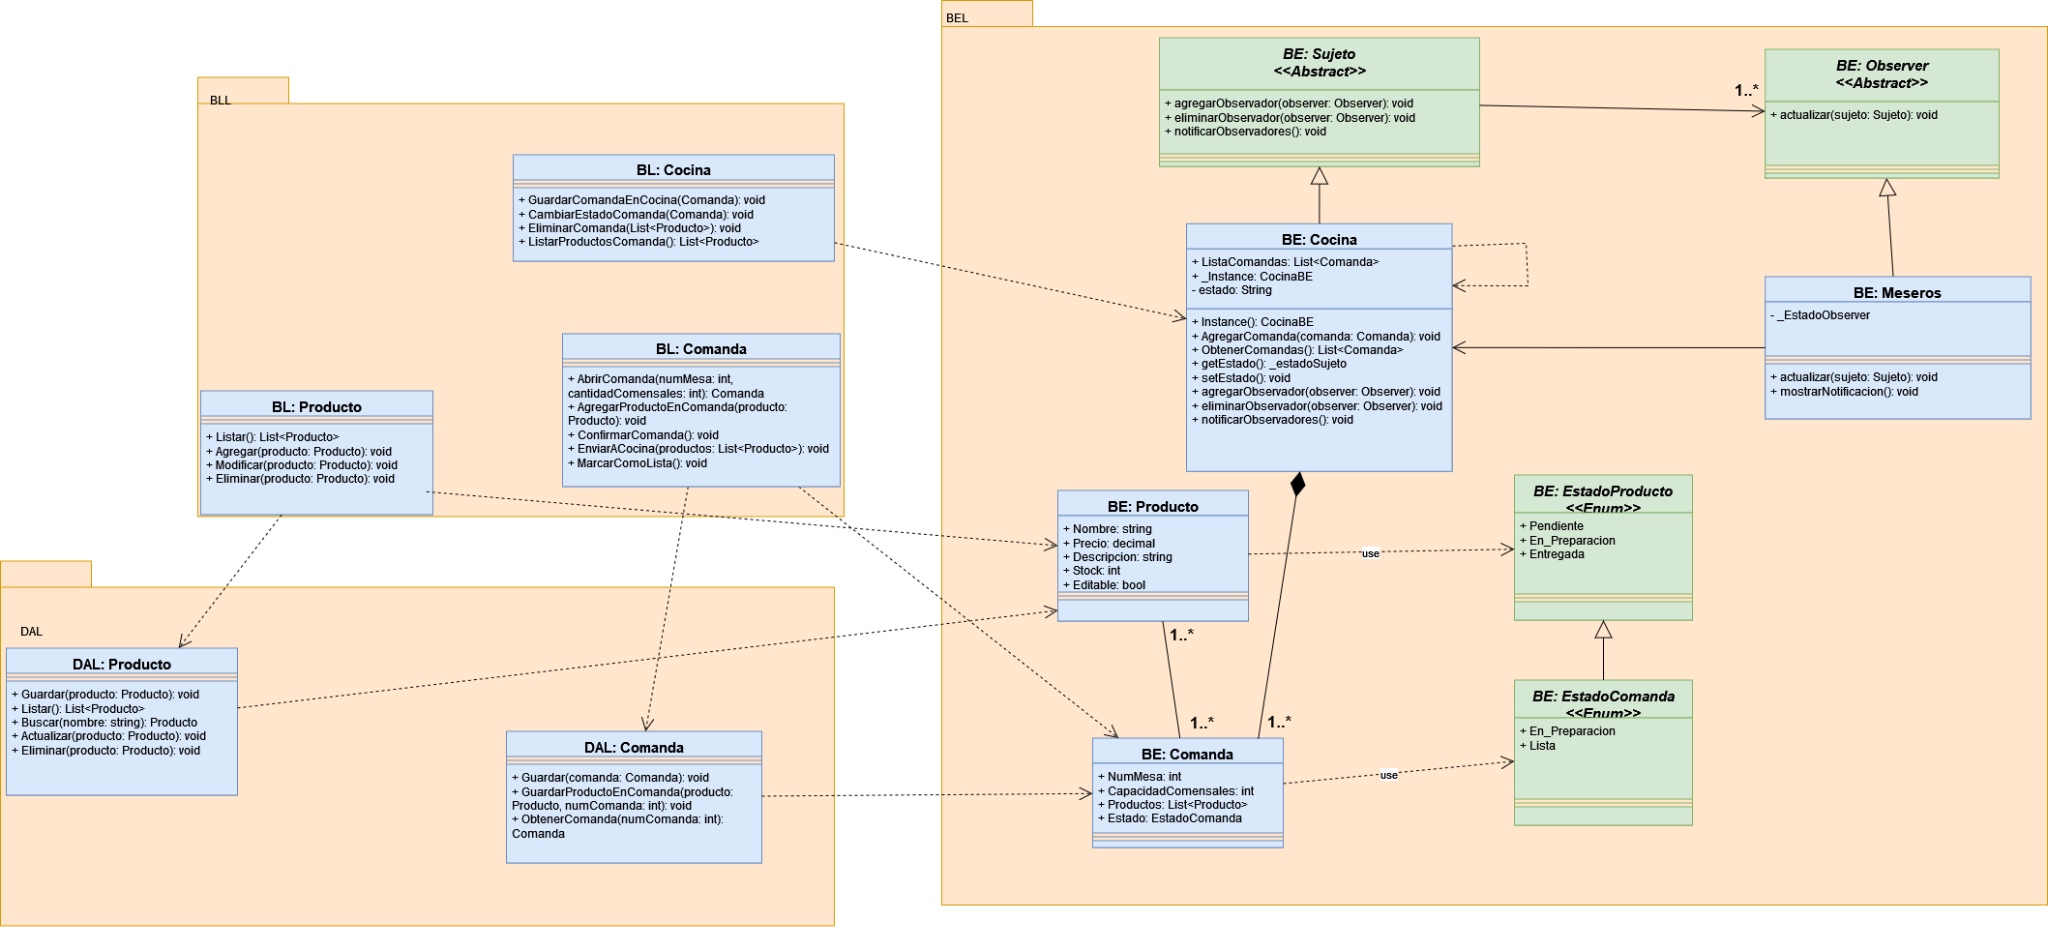 BLL
BL: Cocina
+ GuardarComandaEnCocina(Comanda): void
+ CambiarEstadoComanda(Comanda): void
+ EliminarComanda(List<Producto>): void
+ ListarProductosComanda(): List<Producto>
BL: Comanda
+ AbrirComanda(numMesa: int,
cantidadComensales: int): Comanda
+ AgregarProductoEnComanda(producto:
Producto): void
+ ConfirmarComanda(): void
+ EnviarACocina(productos: List<Producto>): void
+ MarcarComoLista(): void
BL: Producto
+ Listar(): List<Producto>
+ Agregar(producto: Producto): void
+ Modificar(producto: Producto): void
+ Eliminar(producto: Producto): void
DAL
DAL: Producto
+ Guardar(producto: Producto): void
+ Listar(): List<Producto>
+ Buscar(nombre: string): Producto
+ Actualizar(producto: Producto): void
+ Eliminar(producto: Producto): void
DAL: Comanda
+ Guardar(comanda: Comanda): void
+ GuardarProductoEnComanda(producto:
Producto, numComanda: int): void
+ ObtenerComanda(numComanda: int):
Comanda
BEL
BE: Sujeto
<<Abstract>>
+ agregarObservador(observer: Observer): void
+ eliminarObservador(observer: Observer): void
+ notificarObservadores(): void
1..*
BE: Observer
<<Abstract>>
+ actualizar(sujeto: Sujeto): void
BE: Cocina
+ ListaComandas: List<Comanda>
+ _Instance: CocinaBE
- estado: String
+ Instance(): CocinaBE
+ AgregarComanda(comanda: Comanda): void
+ ObtenerComandas(): List<Comanda>
+ getEstado(): _estadoSujeto
+ setEstado(): void
+ agregarObservador(observer: Observer): void
+ eliminarObservador(observer: Observer): void
+ notificarObservadores(): void
BE: Meseros
- _EstadoObserver
+ actualizar(sujeto: Sujeto): void
+ mostrarNotificacion(): void
BE: Producto
+ Nombre: string
+ Precio: decimal
+ Descripcion: string
+ Stock: int
+ Editable: bool
use
BE: EstadoProducto
<<Enum>>
+ Pendiente
+ En_Preparacion
+ Entregada
1..*
1..*
1..*
BE: Comanda
+ NumMesa: int
+ CapacidadComensales: int
+ Productos: List<Producto>
+ Estado: EstadoComanda
use
BE: EstadoComanda
<<Enum>>
+ En_Preparacion
+ Lista